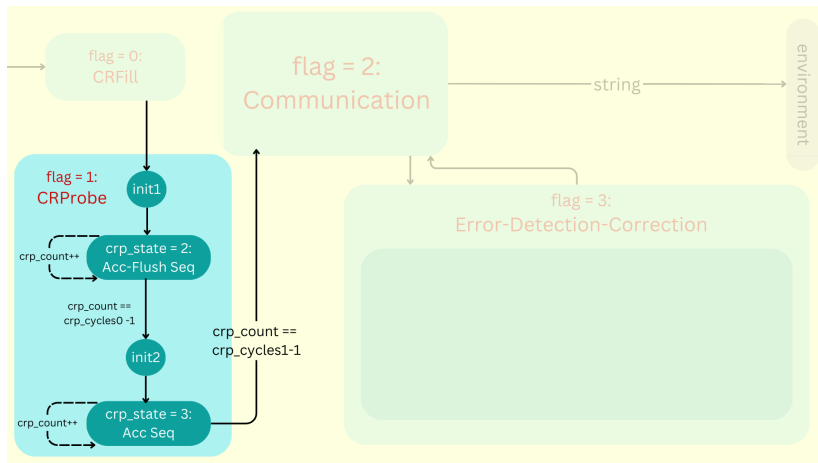 flag = 0:
CRFill
flag = 2:
Communication
string
environment
flag = 1:
CRProbe
init1
crp_state = 2:
Acc-Flush Seq
crp_count++
crp_count ==
crp_cycles0 -1
init2
crp_state = 3:
Acc Seq
crp_count++
crp_count ==
crp_cycles1-1
flag = 3:
Error-Detection-Correction